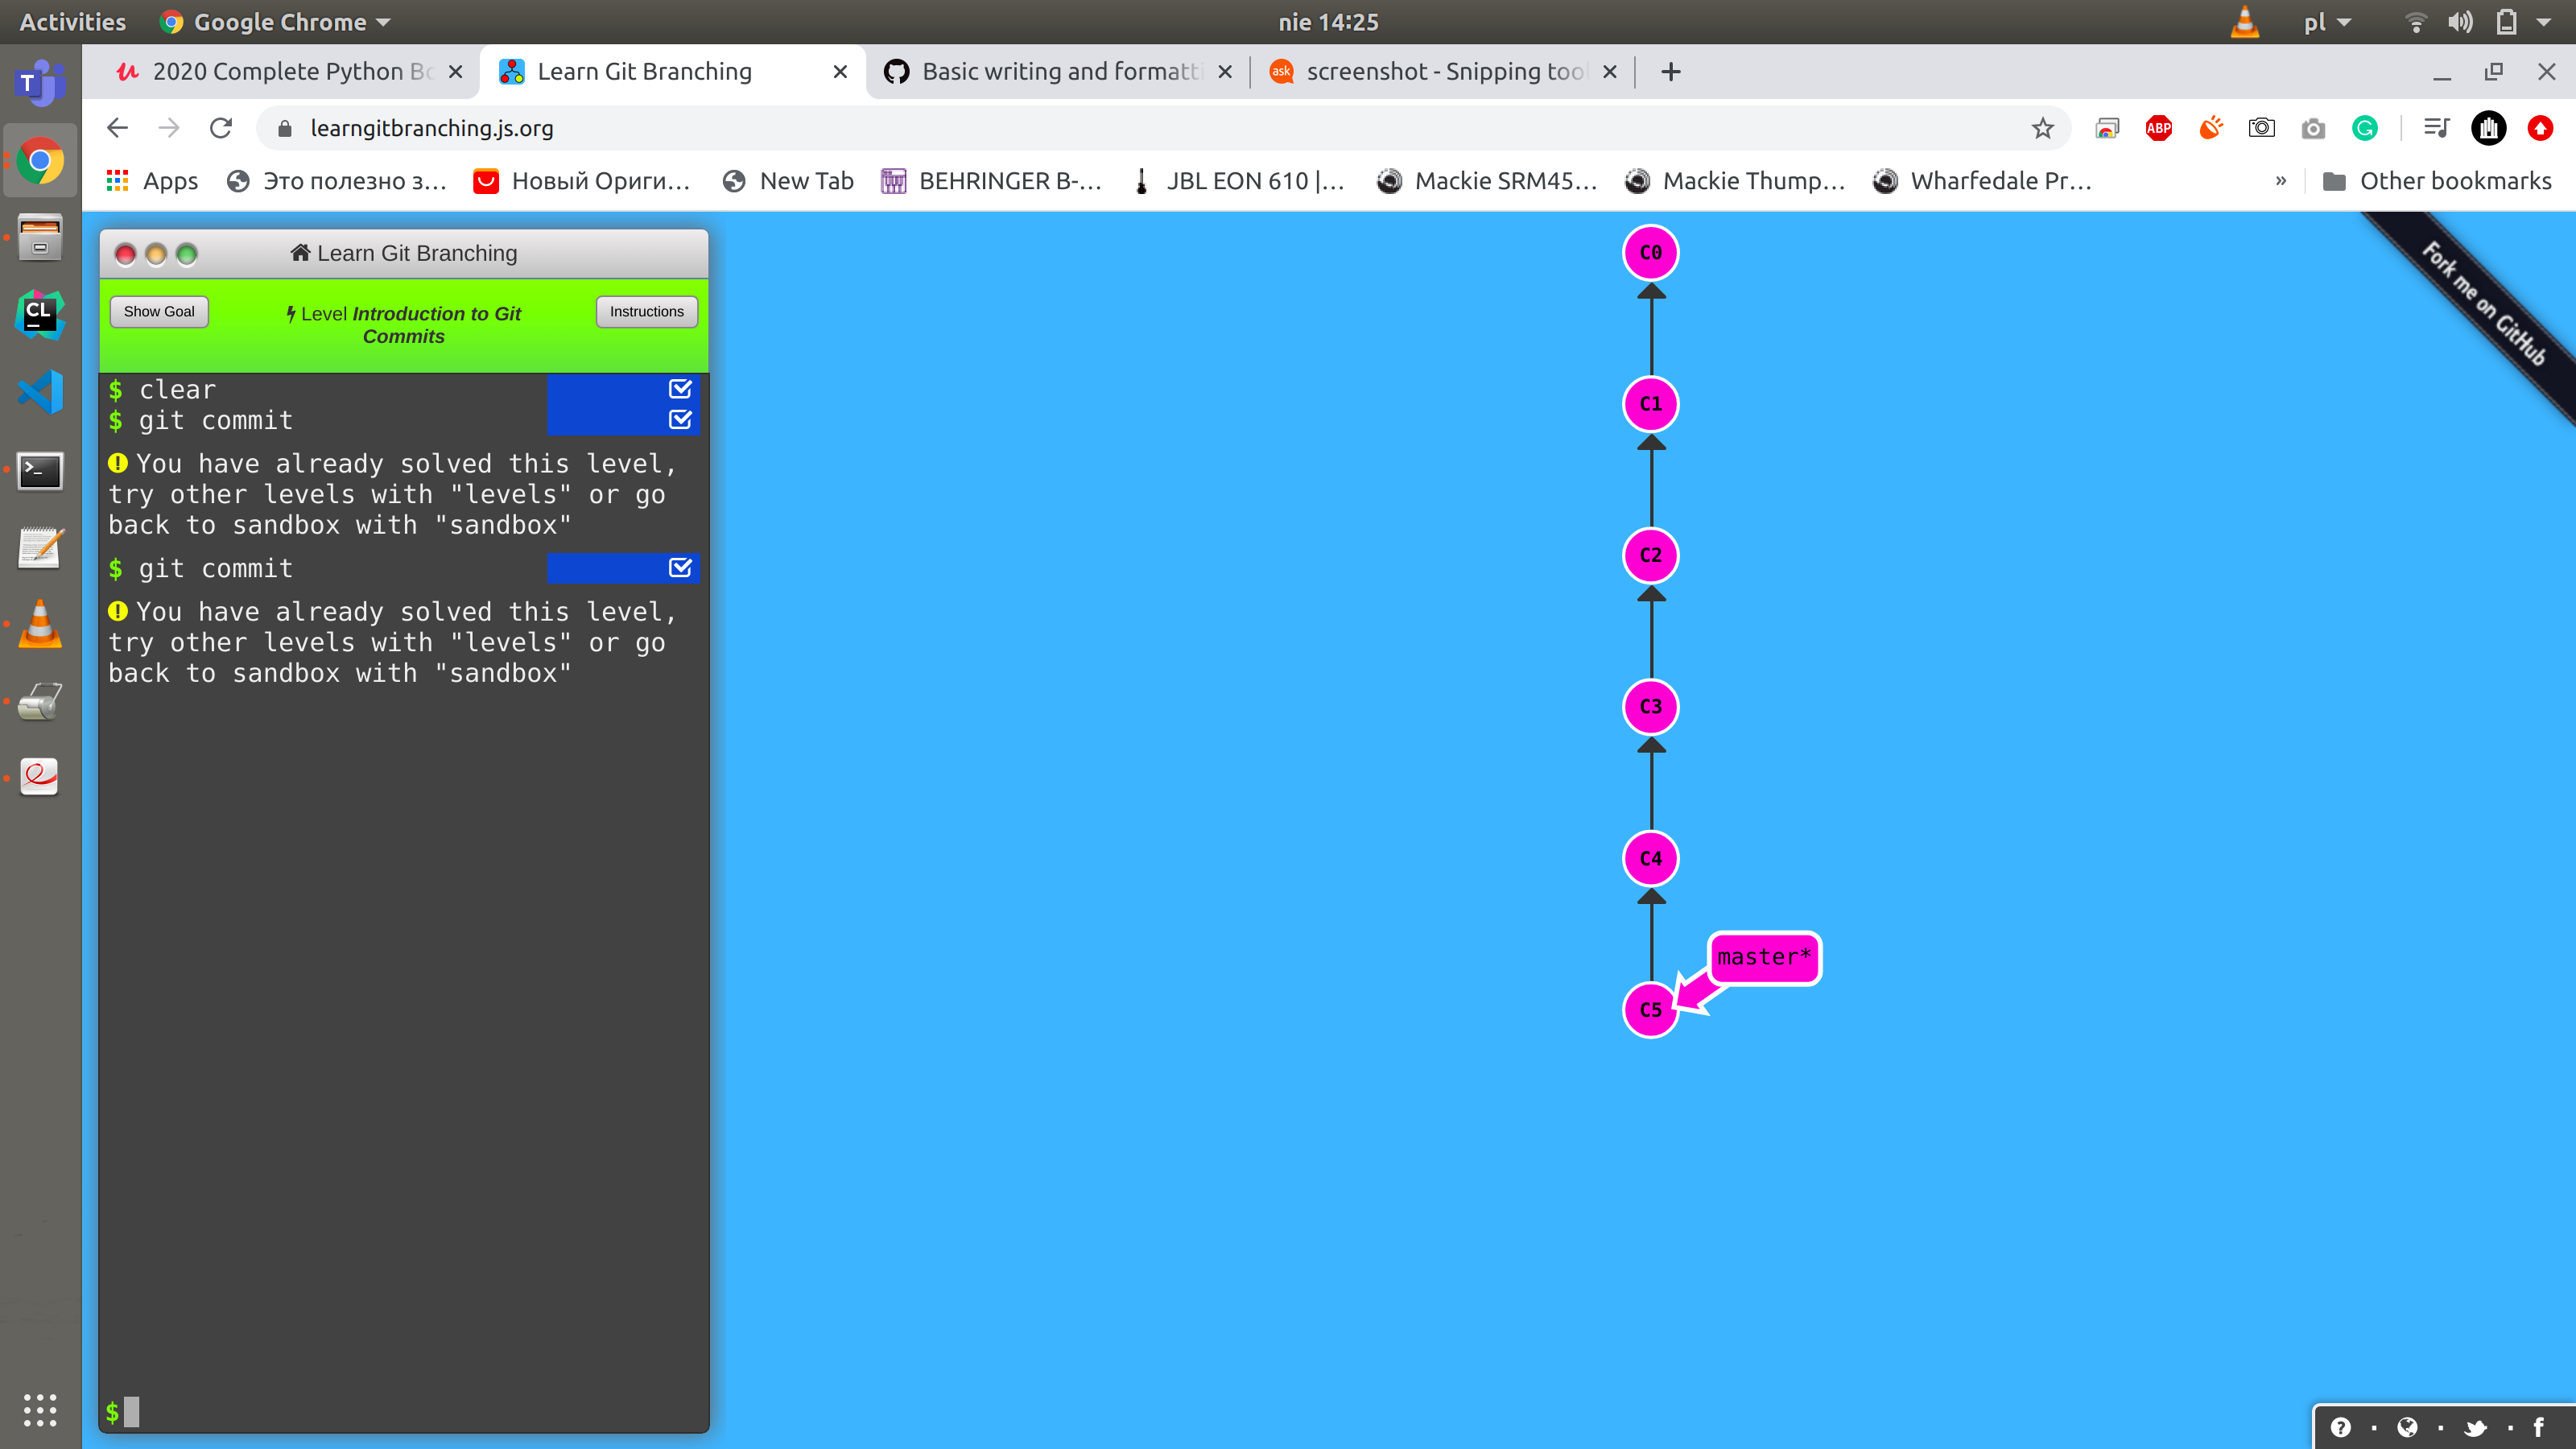 Activities Google Chrome nie 14:25 pl
2020 Complete Python Bo Learn Git Branching Basic writing and formatti screenshot - Snipping tool
learngitbranching.js.org ABP
Apps Это полезно з... Новый Ориги... New Tab BEHRINGER B-... JBL EON 610 |... Mackie SRM45... Mackie Thump... Wharfedale Pr... » Other bookmarks
Learn Git Branching
Show Goal Level Introduction to Git Commits Instructions
$ clear
$ git commit
You have already solved this level,
try other levels with "levels" or go
back to sandbox with "sandbox"
$ git commit
You have already solved this level,
try other levels with "levels" or go
back to sandbox with "sandbox"
$
C0
C1
C2
C3
C4
master*
C5
Fork me on GitHub